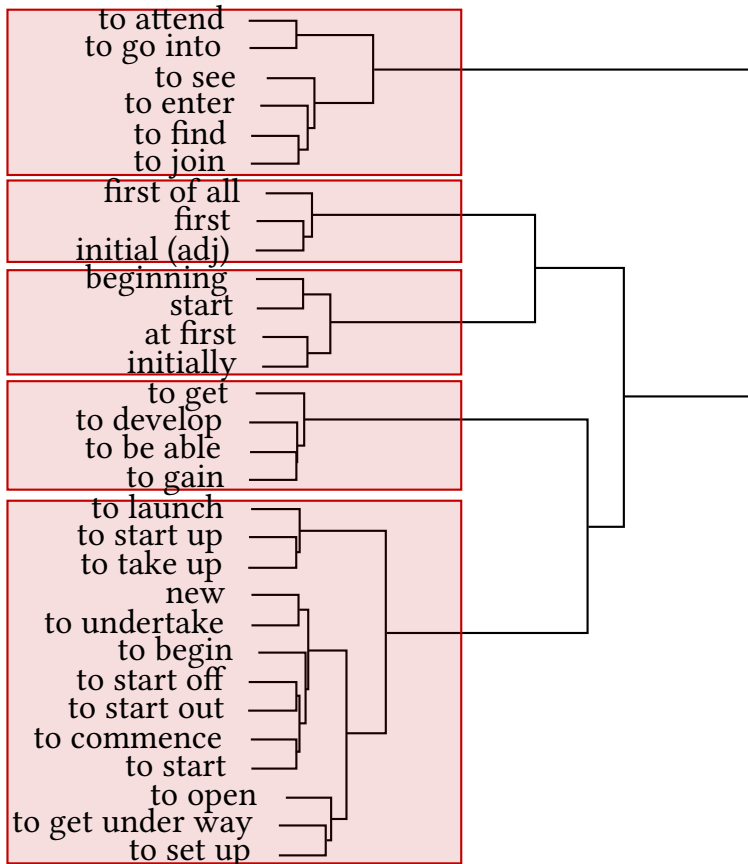 to attend
to go into
to see
to enter
to find
to join
first of all
first
initial (adj)
beginning
start
at first
initially
to get
to develop
to be able
to gain
to launch
to start up
to take up
new
to undertake
to begin
to start off
to start out
to commence
to start
to open
to get under way
to set up